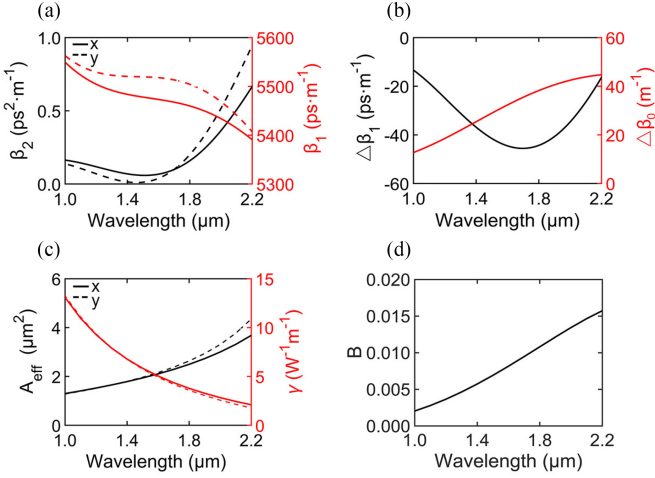 (a)
x
y
1.0
0.5
0.0
β2 (ps²·m⁻¹)
5600
5500
5400
5300
β1 (ps·m⁻¹)
1.0 1.4 1.8 2.2
Wavelength (μm)
(b)
0
-20
-40
-60
△β1 (ps·m⁻¹)
60
40
20
0
△β0 (m⁻¹)
1.0 1.4 1.8 2.2
Wavelength (μm)
(c)
x
y
6
4
2
0
Aeff (μm²)
15
10
5
0
γ (W⁻¹m⁻¹)
1.0 1.4 1.8 2.2
Wavelength (μm)
(d)
0.020
0.015
0.010
0.005
0.000
B
1.0 1.4 1.8 2.2
Wavelength (μm)